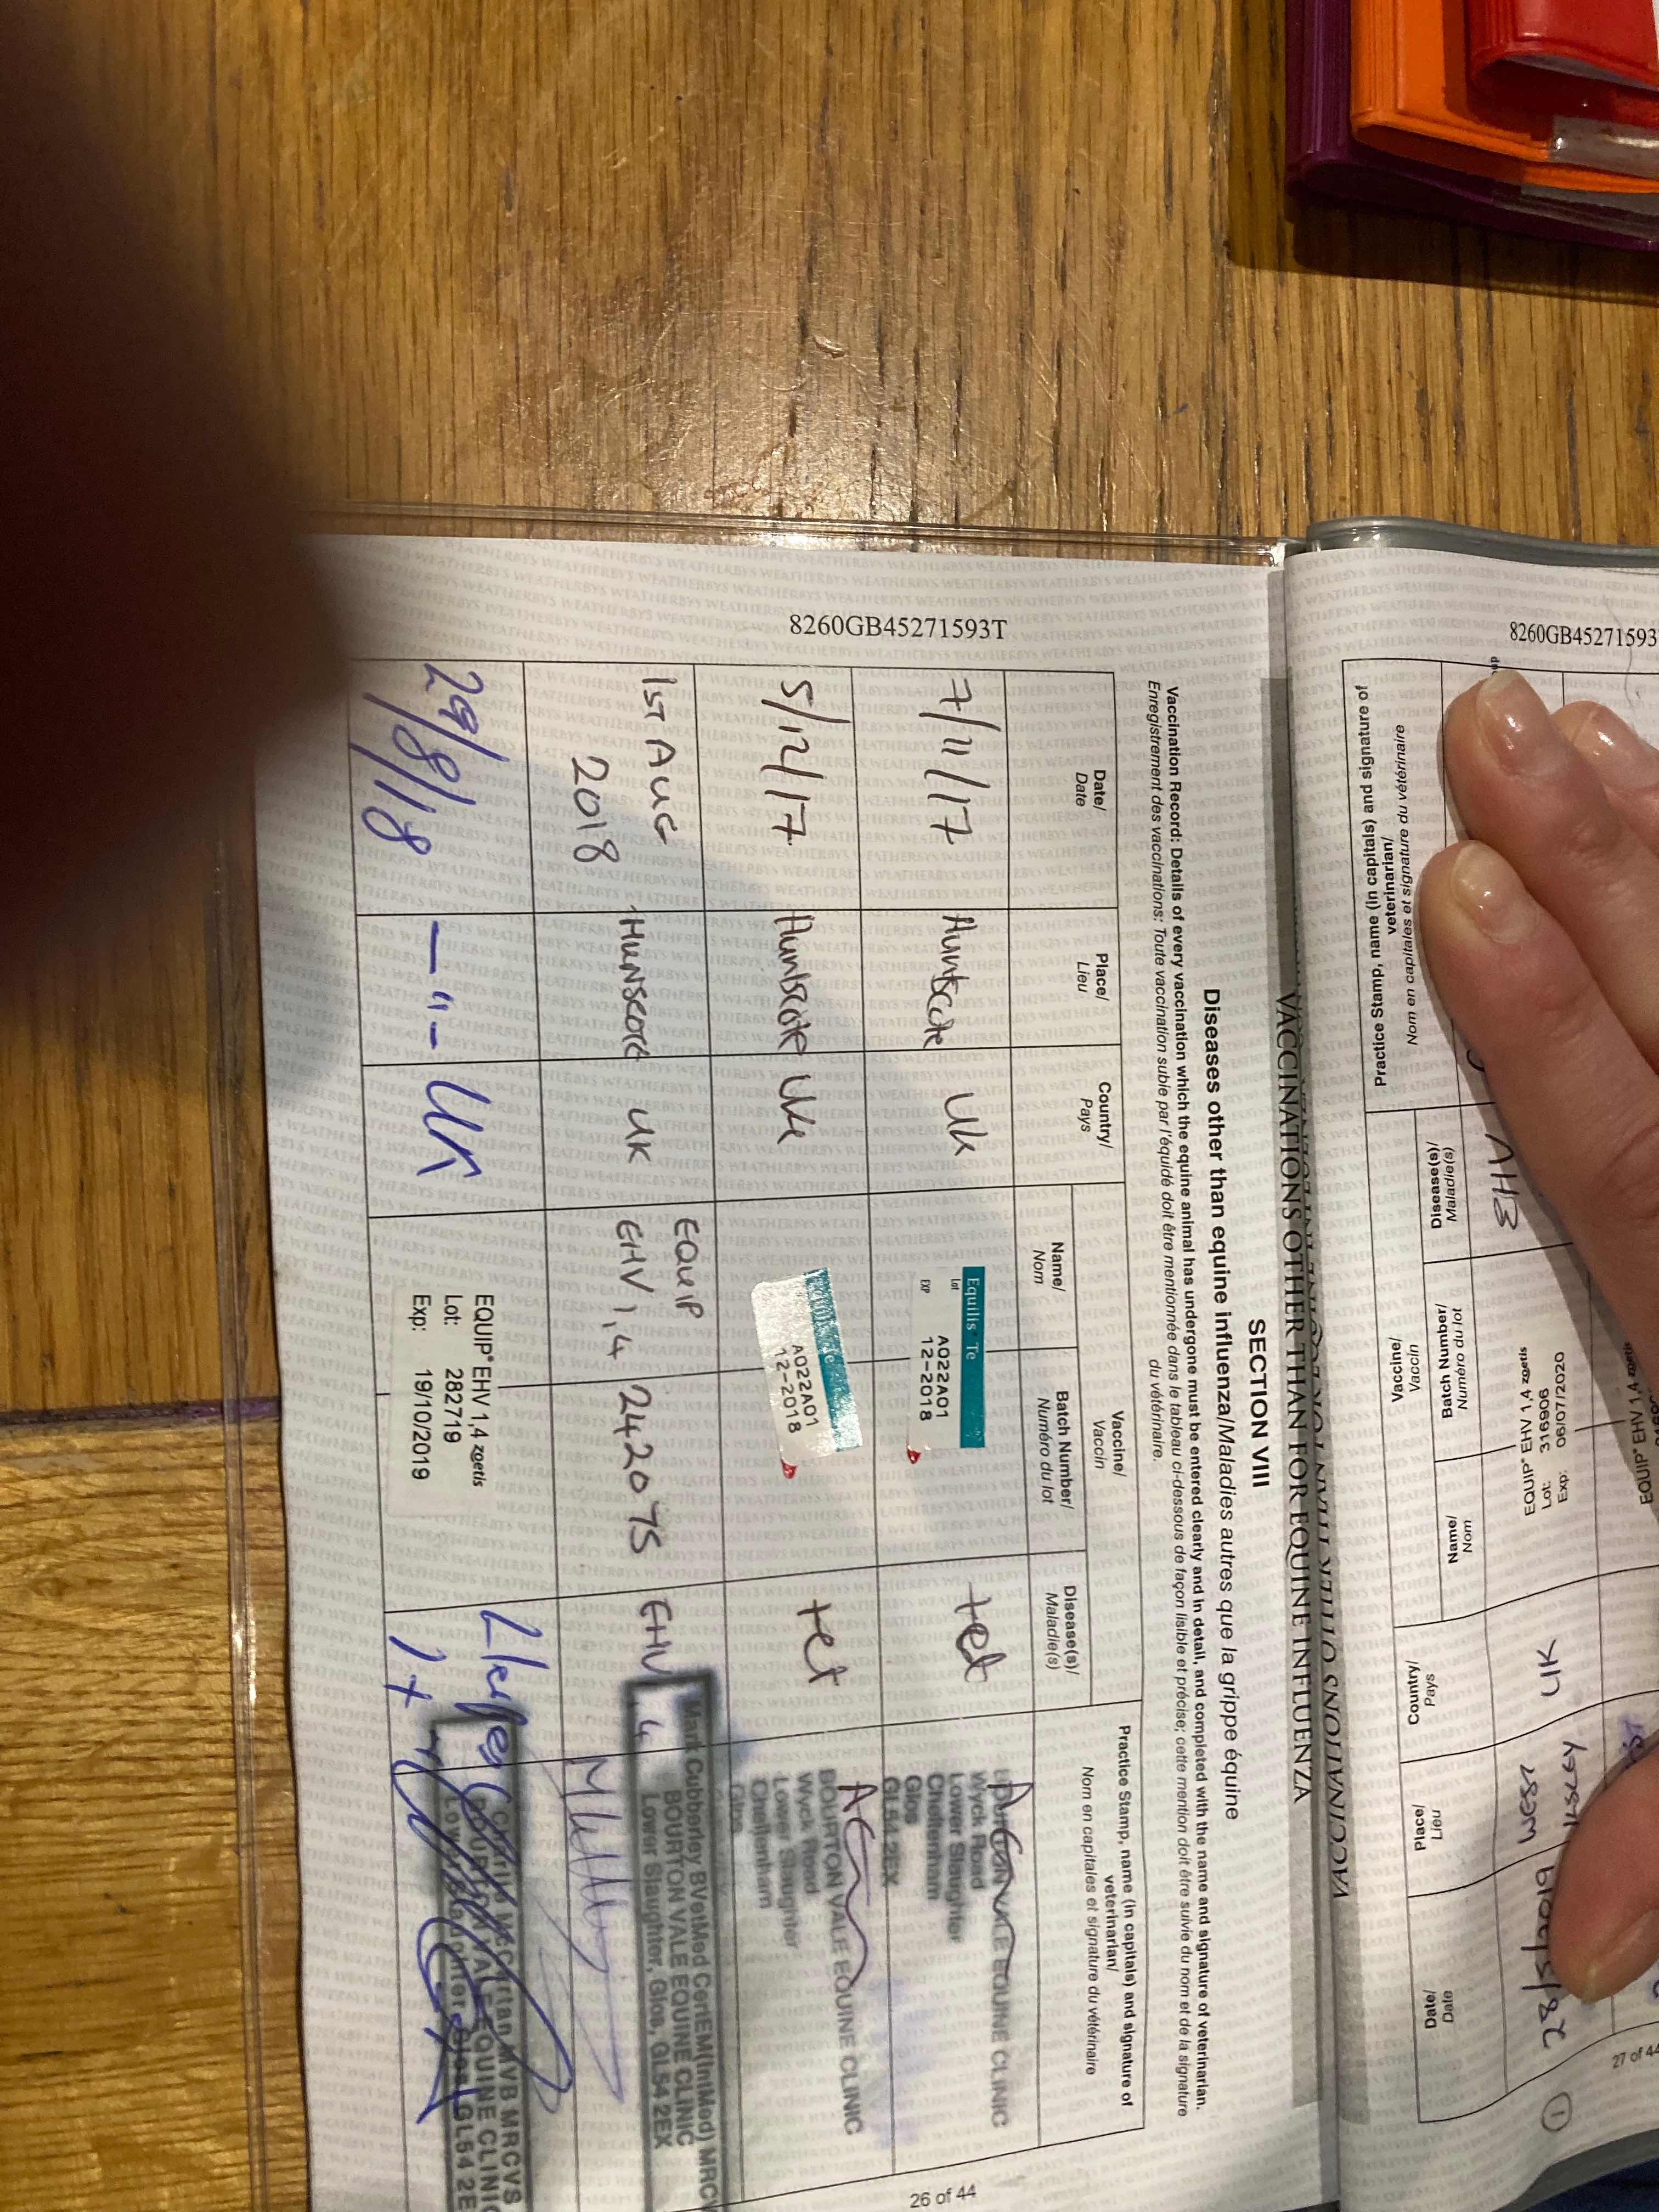 8260GB45271593T
SECTION VIII
VACCINATIONS OTHER THAN FOR EQUINE INFLUENZA
Diseases other than equine influenza/Maladies autres que la grippe équine
Vaccination Record: Details of every vaccination which the equine animal has undergone must be entered clearly and in detail, and completed with the name and signature of veterinarian.
Enregistrement des vaccinations: Toute vaccination subie par l'équidé doit être mentionnée dans le tableau ci-dessous de façon lisible et précise; cette mention doit être suivie du nom et de la signature
du vétérinaire.
Date/
Date
Place/
Lieu
Country/
Pays
Vaccine/
Vaccin
Name/
Nom
Batch Number/
Numéro du lot
Disease(s)/
Maladie(s)
Practice Stamp, name (in capitals) and signature of
veterinarian/
Nom en capitales et signature du vétérinaire
7/11/17
Huntscote
Uk
Equilis Te
Lot A022A01
EXP 12-2018
tet
VALE EQUINE CLINIC
Wyck Road
Lower Slaughter
Cheltenham
Glos
GL54 2EX
5/12/17
Huntscote
Uk
A022A01
12-2018
tet
BOURTON VALE EQUINE CLINIC
Wyck Road
Lower Slaughter
Cheltenham
Glos
1ST AUG
2018
UK
EQUIP
EHV 1,4
242075
EHV 1,4
Mark Cubberley BVetMed CertEM(IntMed) MRCV
BOURTON VALE EQUINE CLINIC
Lower Slaughter, Glos, GL54 2EX
29/8/18
— " —
UK
EQUIP EHV 1,4 zoetis
Lot: 282719
Exp: 19/10/2019
MVB MRCVS
EQUINE CLINIC
GL54 2E
26 of 44
8260GB45271593
Practice Stamp, name (in capitals) and signature of
veterinarian/
Nom en capitales et signature du vétérinaire
Disease(s)/
Maladie(s)
Vaccine/
Vaccin
Batch Number/
Numéro du lot
Name/
Nom
Country/
Pays
Place/
Lieu
Date/
Date
EHV
EQUIP EHV 1,4 zoetis
Lot: 316906
Exp: 06/07/2020
UK
WEST
28/5/2019
EQUIP EHV 1,4
27 of 44
1